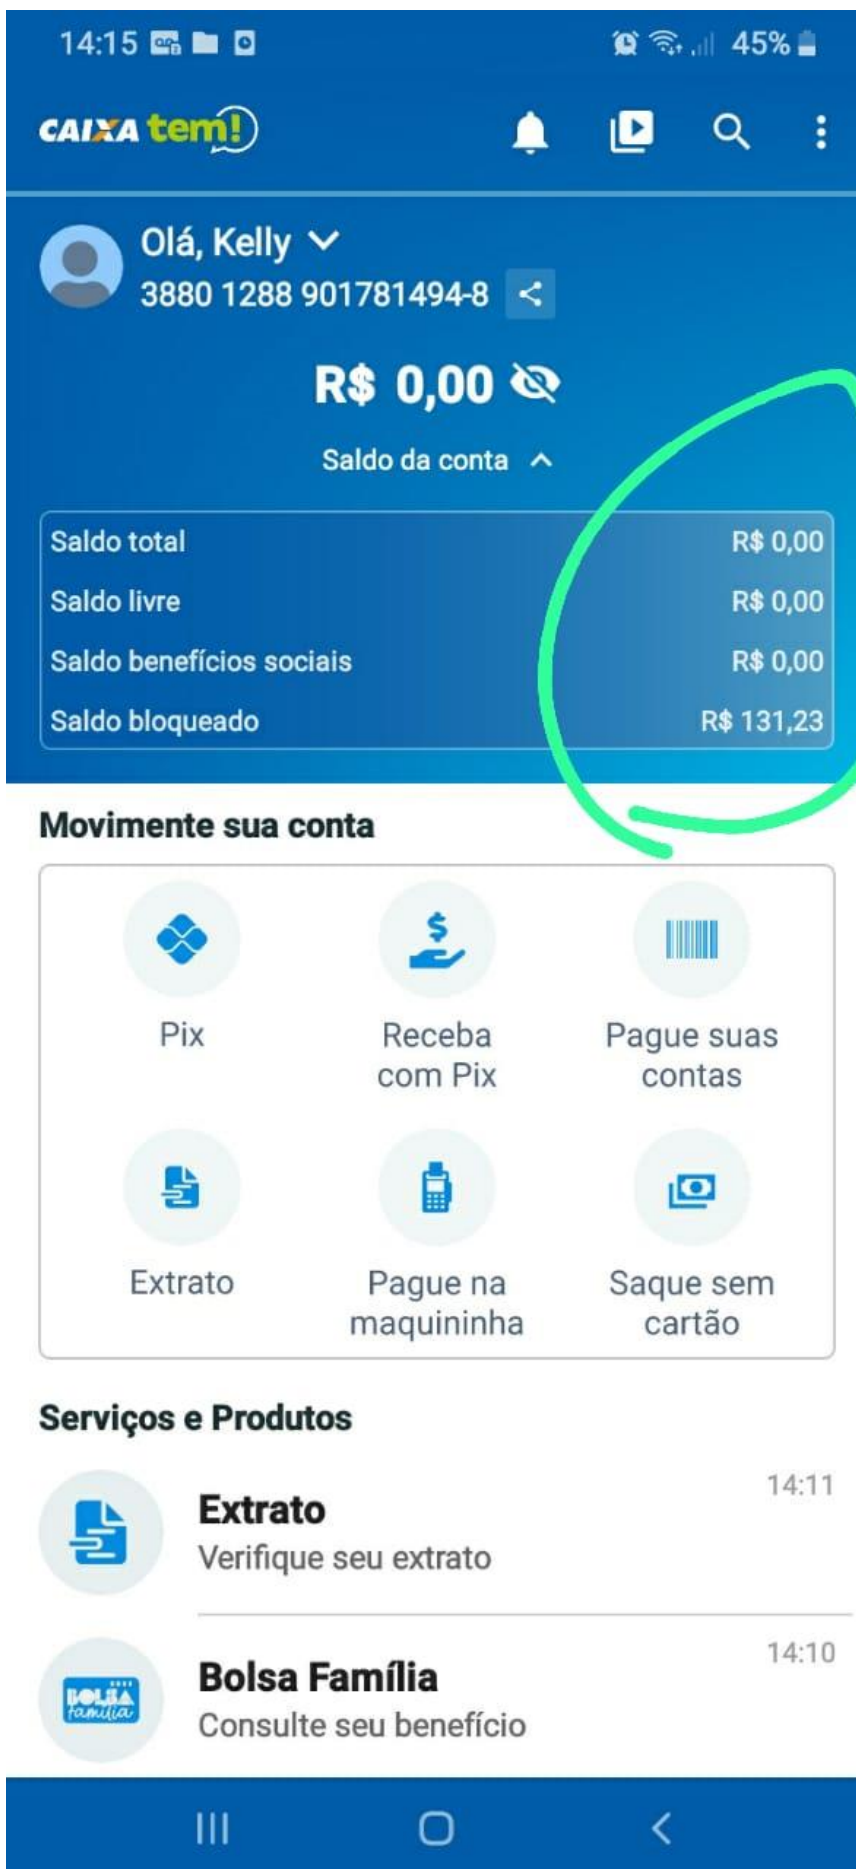 14:15 45%
CAIXA tem!
Olá, Kelly
3880 1288 901781494-8
R$ 0,00
Saldo da conta
Saldo total R$ 0,00
Saldo livre R$ 0,00
Saldo benefícios sociais R$ 0,00
Saldo bloqueado R$ 131,23
Movimente sua conta
Pix
Receba
com Pix
Pague suas
contas
Extrato
Pague na
maquininha
Saque sem
cartão
Serviços e Produtos
Extrato 14:11
Verifique seu extrato
BOLSA
família
Bolsa Família 14:10
Consulte seu benefício